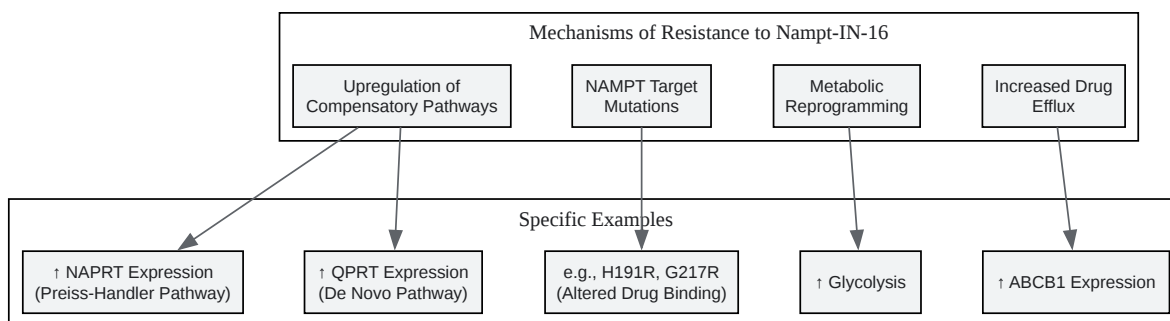 Mechanisms of Resistance to Nampt-IN-16
Upregulation of
Compensatory Pathways
NAMPT Target
Mutations
Metabolic
Reprogramming
Increased Drug
Efflux
Specific Examples
↑ NAPRT Expression
(Preiss-Handler Pathway)
↑ QPRT Expression
(De Novo Pathway)
e.g., H191R, G217R
(Altered Drug Binding)
↑ Glycolysis
↑ ABCB1 Expression